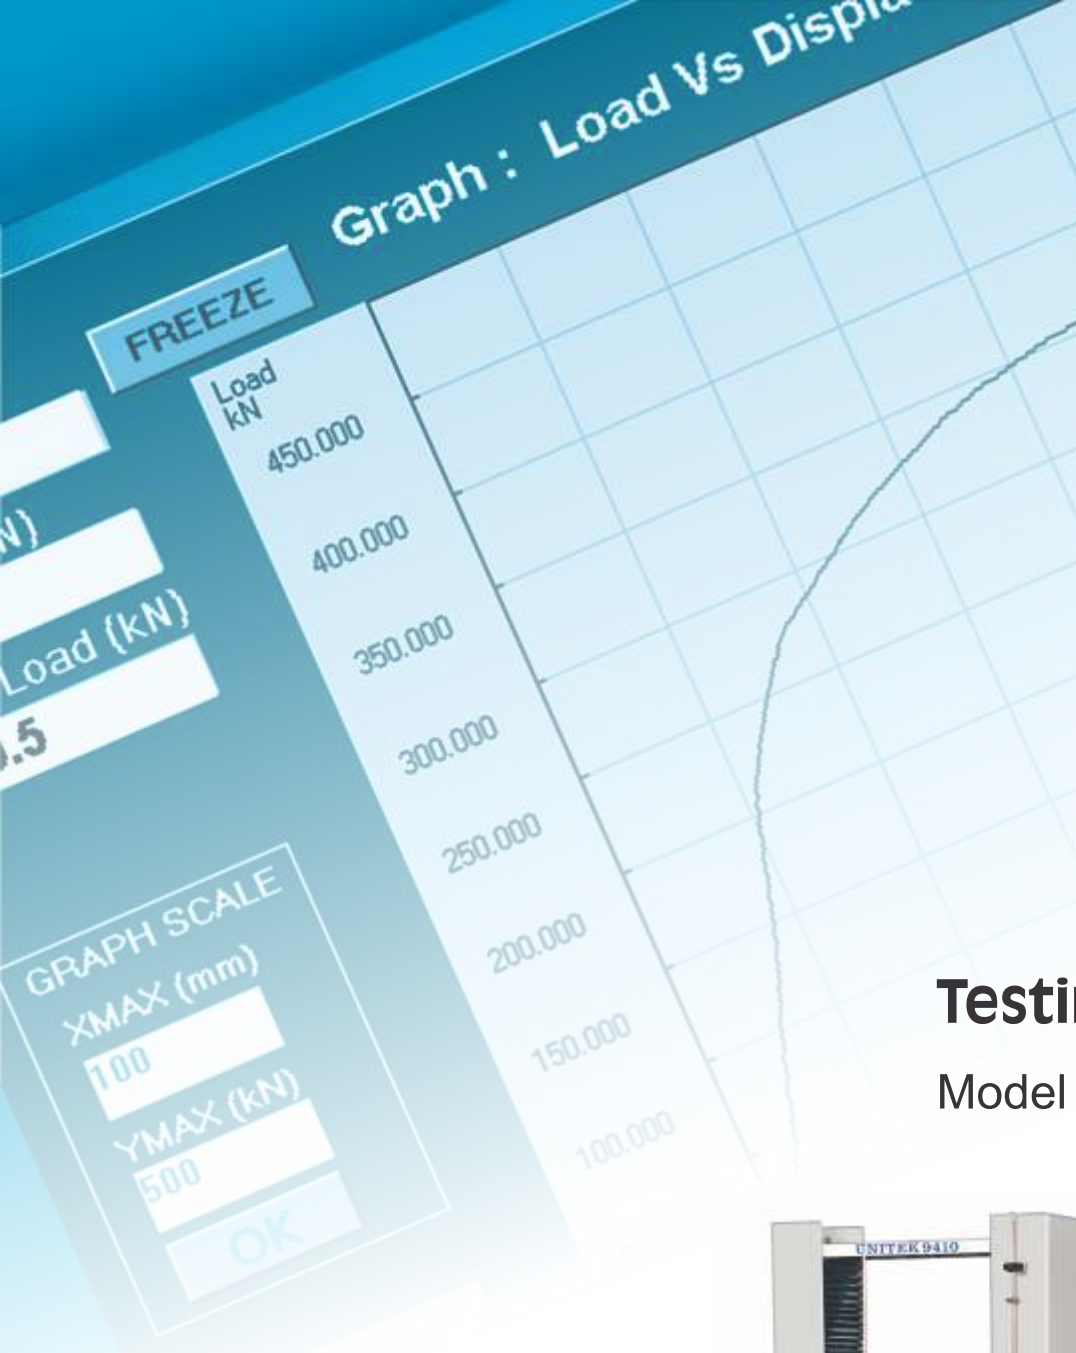 Graph : Load Vs
FREEZE
Load
kN
450.000
400.000
350.000
300.000
250.000
200.000
150.000
100.000
Load (kN)
.5
GRAPH SCALE
XMAX (mm)
100
YMAX (kN)
500
OK
Model
UNITEK 9410